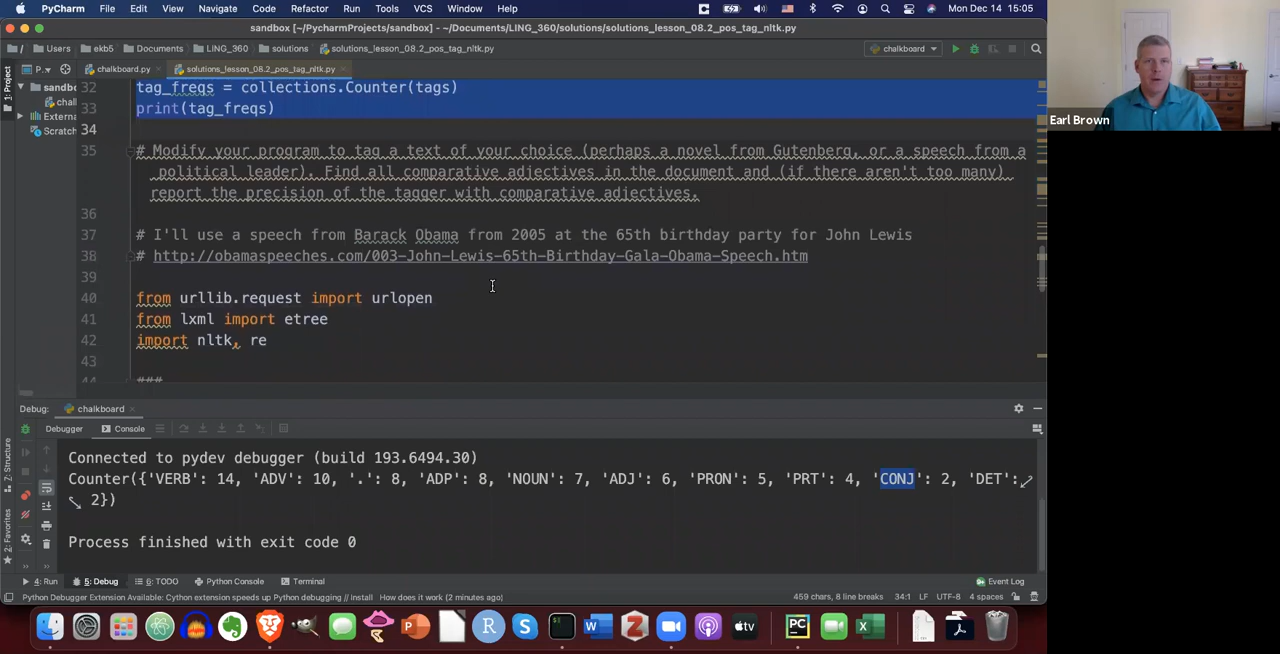 PyCharm File Edit View Navigate Code Refactor Run Tools VCS Window Help Mon Dec 14 15:05
sandbox [~/PycharmProjects/sandbox] - ~/Documents/LING_360/solutions/solutions_lesson_08.2_pos_tag_nltk.py
/ Users ekb5 Documents LING_360 solutions solutions_lesson_08.2_pos_tag_nltk.py chalkboard
P.. chalkboard.py solutions_lesson_08.2_pos_tag_nltk.py
1: Project
sandbo
chall
Externa
Scratch
32 tag_freqs = collections.Counter(tags)
33 print(tag_freqs)
34
35 # Modify your program to tag a text of your choice (perhaps a novel from Gutenberg, or a speech from a
political leader). Find all comparative adjectives in the document and (if there aren't too many)
report the precision of the tagger with comparative adjectives.
36
37 # I'll use a speech from Barack Obama from 2005 at the 65th birthday party for John Lewis
38 # http://obamaspeeches.com/003-John-Lewis-65th-Birthday-Gala-Obama-Speech.htm
39
40 from urllib.request import urlopen
41 from lxml import etree
42 import nltk, re
43
44 ###
Earl Brown
Debug: chalkboard
Debugger Console
Z: Structure
2: Favorites
Connected to pydev debugger (build 193.6494.30)
Counter({'VERB': 14, 'ADV': 10, '.': 8, 'ADP': 8, 'NOUN': 7, 'ADJ': 6, 'PRON': 5, 'PRT': 4, 'CONJ': 2, 'DET':
2})
Process finished with exit code 0
4: Run 5: Debug 6: TODO Python Console Terminal Event Log
Python Debugger Extension Available: Cython extension speeds up Python debugging // Install How does it work (2 minutes ago) 459 chars, 8 line breaks 34:1 LF UTF-8 4 spaces